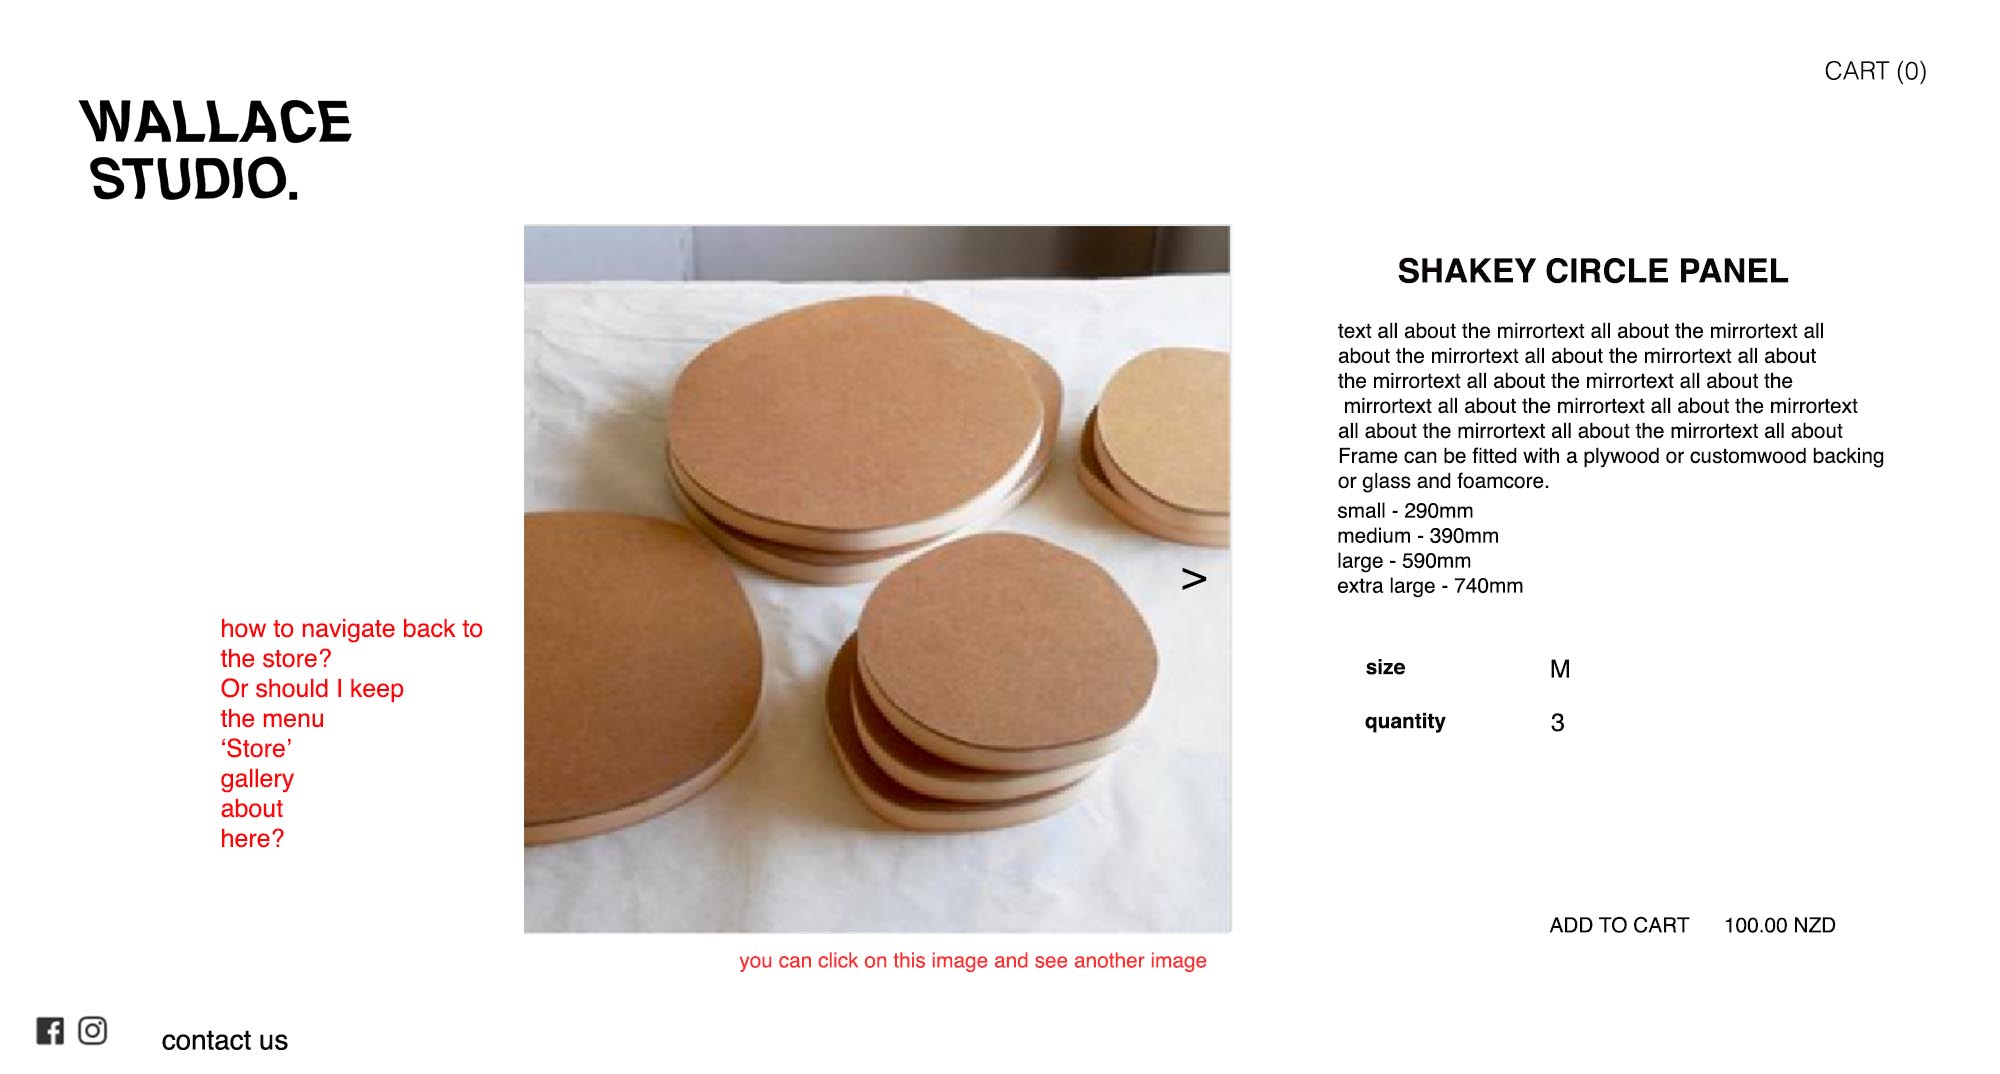 CART (0)
WALLACE
STUDIO.
SHAKEY CIRCLE PANEL
text all about the mirrortext all about the mirrortext all
about the mirrortext all about the mirrortext all about
the mirrortext all about the mirrortext all about the
mirrortext all about the mirrortext all about the mirrortext
all about the mirrortext all about the mirrortext all about
Frame can be fitted with a plywood or customwood backing
or glass and foamcore.
small - 290mm
medium - 390mm
large - 590mm
extra large - 740mm
how to navigate back to
the store?
Or should I keep
the menu
‘Store’
gallery
about
here?
>
size M
quantity 3
ADD TO CART 100.00 NZD
you can click on this image and see another image
contact us